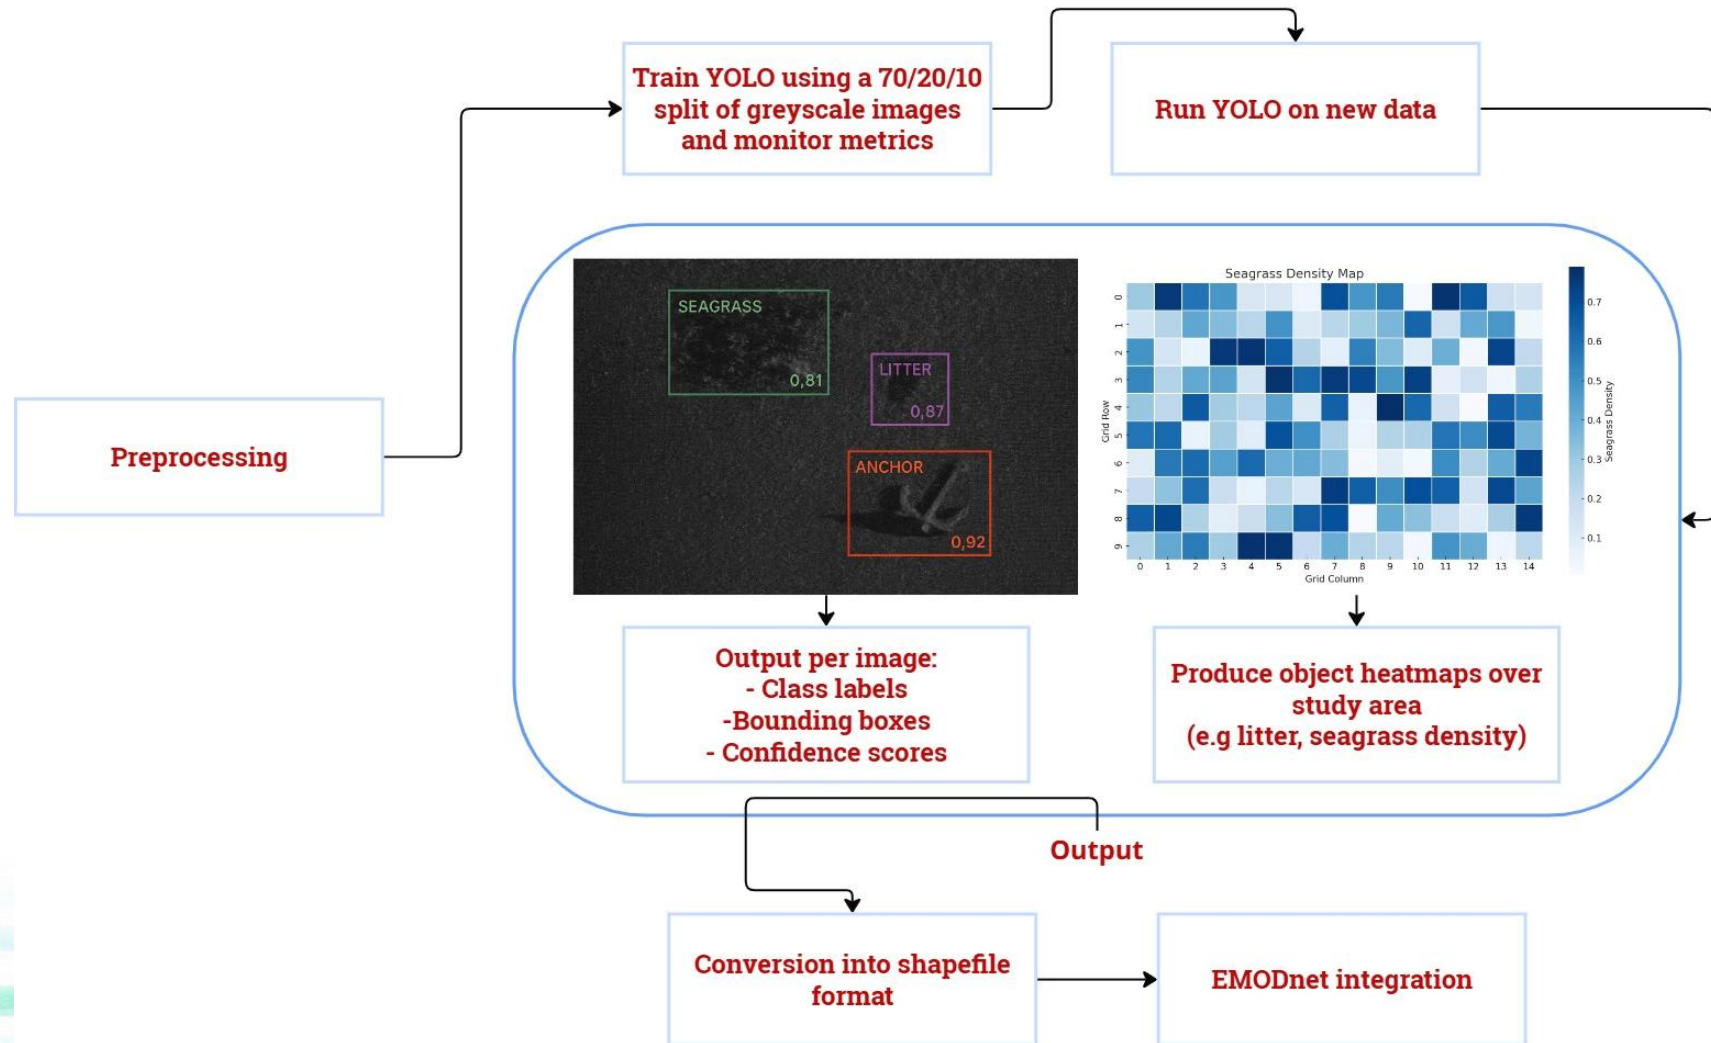 Train YOLO using a 70/20/10
split of greyscale images
and monitor metrics
Run YOLO on new data
Preprocessing
SEAGRASS
0,81
LITTER
0,87
ANCHOR
0,92
Seagrass Density Map
0
1
2
3
4
5
6
7
8
9
Grid Row
0 1 2 3 4 5 6 7 8 9 10 11 12 13 14
Grid Column
0.7
0.6
0.5
0.4
0.3
0.2
0.1
Seagrass Density
Output per image:
- Class labels
-Bounding boxes
- Confidence scores
Produce object heatmaps over
study area
(e.g litter, seagrass density)
Output
Conversion into shapefile
format
EMODnet integration